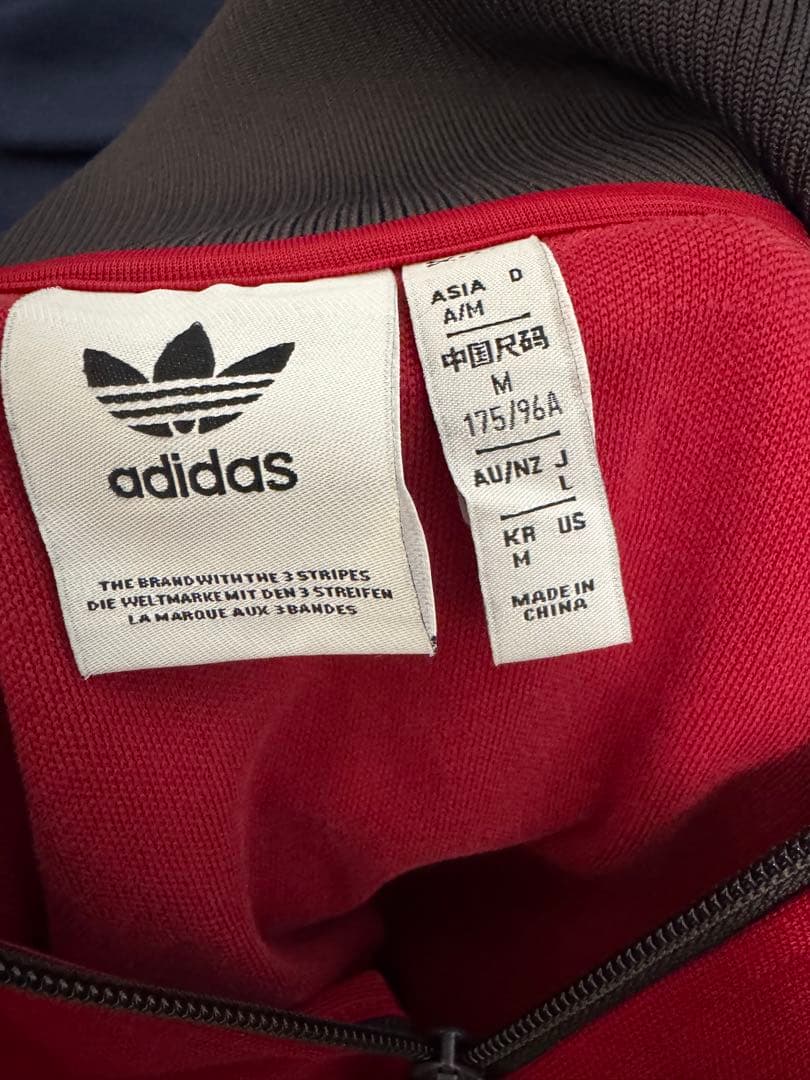 adidas
THE BRAND WITH THE 3 STRIPES
DIE WELTMARKE MIT DEN 3 STREIFEN
LA MARQUE AUX 3 BANDES
ASIA D
A/M
中国尺码
M
175/96A
AU/NZ J
L
KR US
M
MADE IN
CHINA